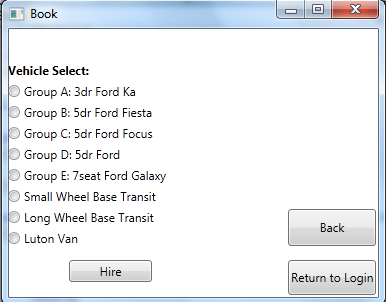 Book
Vehicle Select:
Group A: 3dr Ford Ka
Group B: 5dr Ford Fiesta
Group C: 5dr Ford Focus
Group D: 5dr Ford
Group E: 7seat Ford Galaxy
Small Wheel Base Transit
Long Wheel Base Transit
Luton Van
Back
Hire
Return to Login